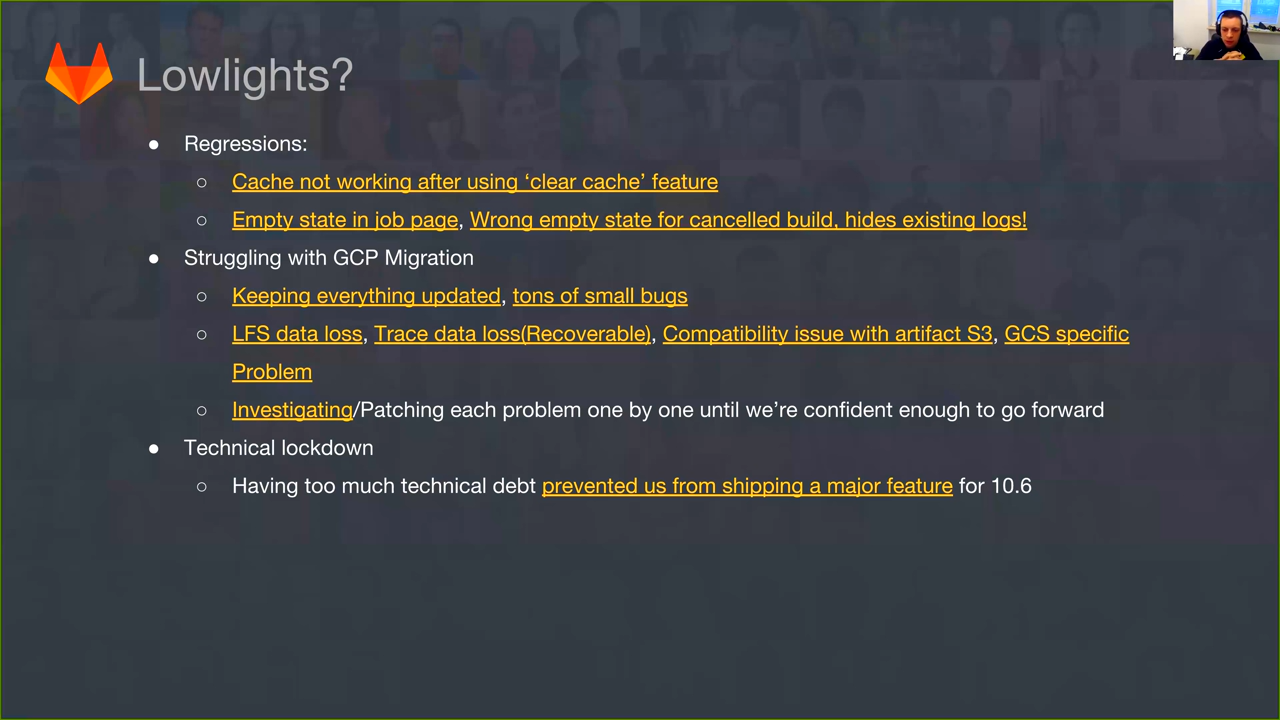 Lowlights?
● Regressions:
○ Cache not working after using ‘clear cache’ feature
○ Empty state in job page, Wrong empty state for cancelled build, hides existing logs!
● Struggling with GCP Migration
○ Keeping everything updated, tons of small bugs
○ LFS data loss, Trace data loss(Recoverable), Compatibility issue with artifact S3, GCS specific
Problem
○ Investigating/Patching each problem one by one until we’re confident enough to go forward
● Technical lockdown
○ Having too much technical debt prevented us from shipping a major feature for 10.6